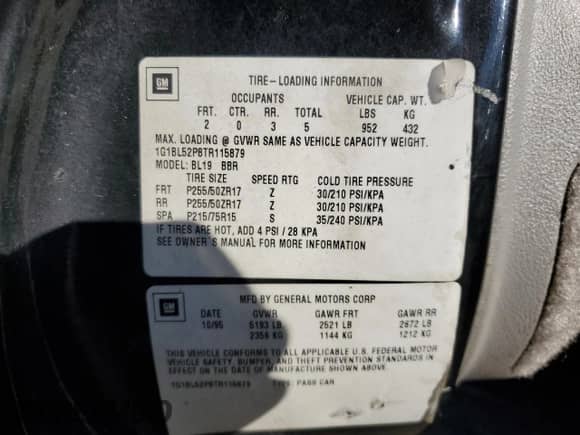 GM
TIRE-LOADING INFORMATION
OCCUPANTS VEHICLE CAP. WT.
FRT. CTR. RR. TOTAL LBS KG
2 0 3 5 952 432
MAX. LOADING @ GVWR SAME AS VEHICLE CAPACITY WEIGHT.
1G1BL52P8TR115879
MODEL: BL19 BBR
TIRE SIZE SPEED RTG COLD TIRE PRESSURE
FRT P255/50ZR17 Z 30/210 PSI/KPA
RR P255/50ZR17 Z 30/210 PSI/KPA
SPA P215/75R15 S 35/240 PSI/KPA
IF TIRES ARE HOT, ADD 4 PSI / 28 KPA
SEE OWNER'S MANUAL FOR MORE INFORMATION
GM
MFD BY GENERAL MOTORS CORP
DATE GVWR GAWR FRT GAWR RR
10/95 5193 LB 2521 LB 2672 LB
2356 KG 1144 KG 1212 KG
THIS VEHICLE CONFORMS TO ALL APPLICABLE U.S. FEDERAL MOTOR
VEHICLE SAFETY, BUMPER, AND THEFT PREVENTION STANDARDS IN
EFFECT ON THE DATE OF MANUFACTURE SHOWN ABOVE.
1G1BL52P8TR115879 TYPE: PASS CAR